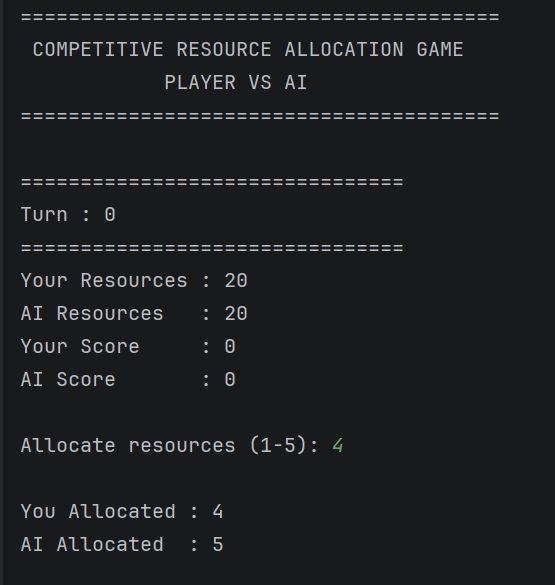 ========================================
COMPETITIVE RESOURCE ALLOCATION GAME
PLAYER VS AI
========================================
================================
Turn : 0
================================
Your Resources : 20
AI Resources   : 20
Your Score     : 0
AI Score       : 0
Allocate resources (1-5): 4
You Allocated : 4
AI Allocated  : 5